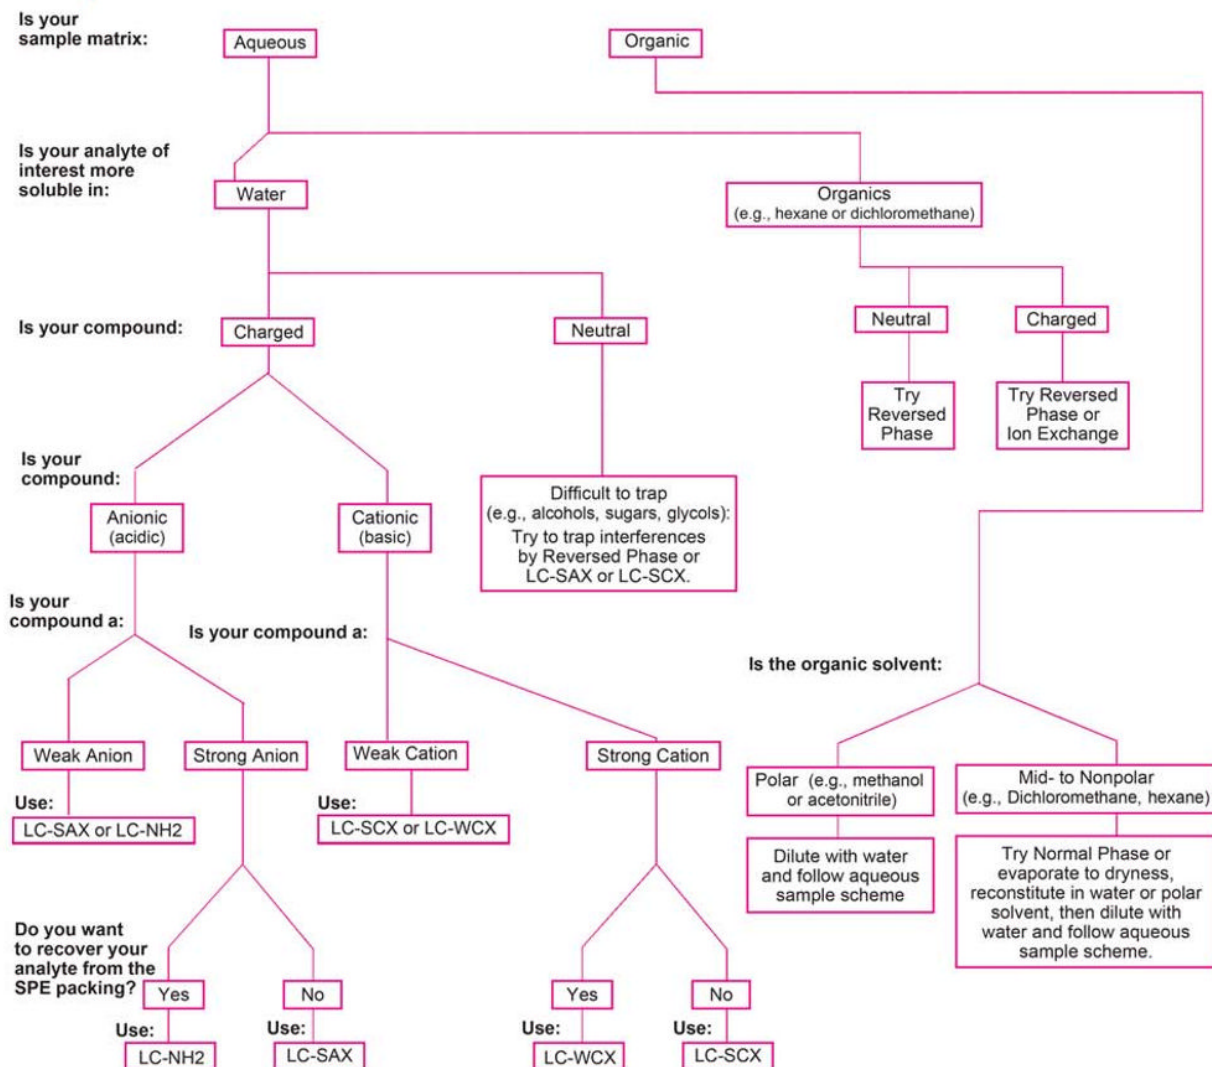 Is your
sample matrix:
Aqueous
Organic
Is your analyte of
interest more
soluble in:
Water
Organics
(e.g., hexane or dichloromethane)
Is your compound:
Charged
Neutral
Neutral
Charged
Try
Reversed
Phase
Try Reversed
Phase or
Ion Exchange
Is your
compound:
Anionic
(acidic)
Cationic
(basic)
Difficult to trap
(e.g., alcohols, sugars, glycols):
Try to trap interferences
by Reversed Phase or
LC-SAX or LC-SCX.
Is your
compound a:
Is your compound a:
Is the organic solvent:
Weak Anion
Strong Anion
Weak Cation
Strong Cation
Polar (e.g., methanol
or acetonitrile)
Mid- to Nonpolar
(e.g., Dichloromethane, hexane)
Use:
LC-SAX or LC-NH2
Use:
LC-SCX or LC-WCX
Dilute with water
and follow aqueous
sample scheme
Try Normal Phase or
evaporate to dryness,
reconstitute in water or polar
solvent, then dilute with
water and follow aqueous
sample scheme.
Do you want
to recover your
analyte from the
SPE packing?
Yes
No
Yes
No
Use:
LC-NH2
Use:
LC-SAX
Use:
LC-WCX
Use:
LC-SCX